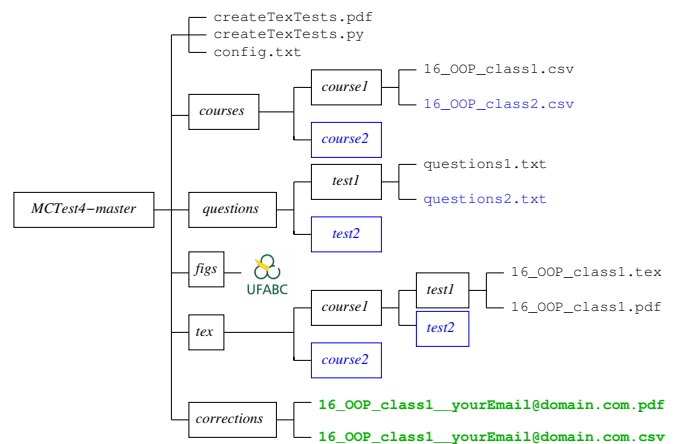 createTexTests.pdf
createTexTests.py
config.txt
courses
course1
16_OOP_class1.csv
16_OOP_class2.csv
course2
MCTest4-master
questions
test1
questions1.txt
questions2.txt
test2
figs
UFABC
tex
course1
test1
16_OOP_class1.tex
16_OOP_class1.pdf
test2
course2
corrections
16_OOP_class1__yourEmail@domain.com.pdf
16_OOP_class1__yourEmail@domain.com.csv